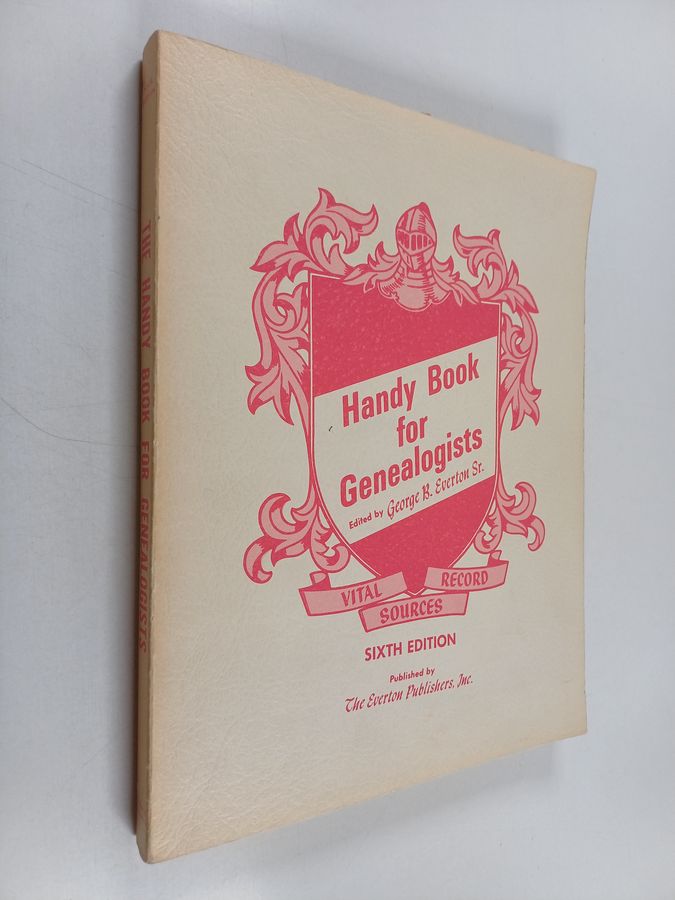 THE HANDY BOOK FOR GENEALOGISTS
Handy Book
for
Genealogists
Edited by George B. Everton Sr.
VITAL RECORD
SOURCES
SIXTH EDITION
Published by
The Everton Publishers, Inc.